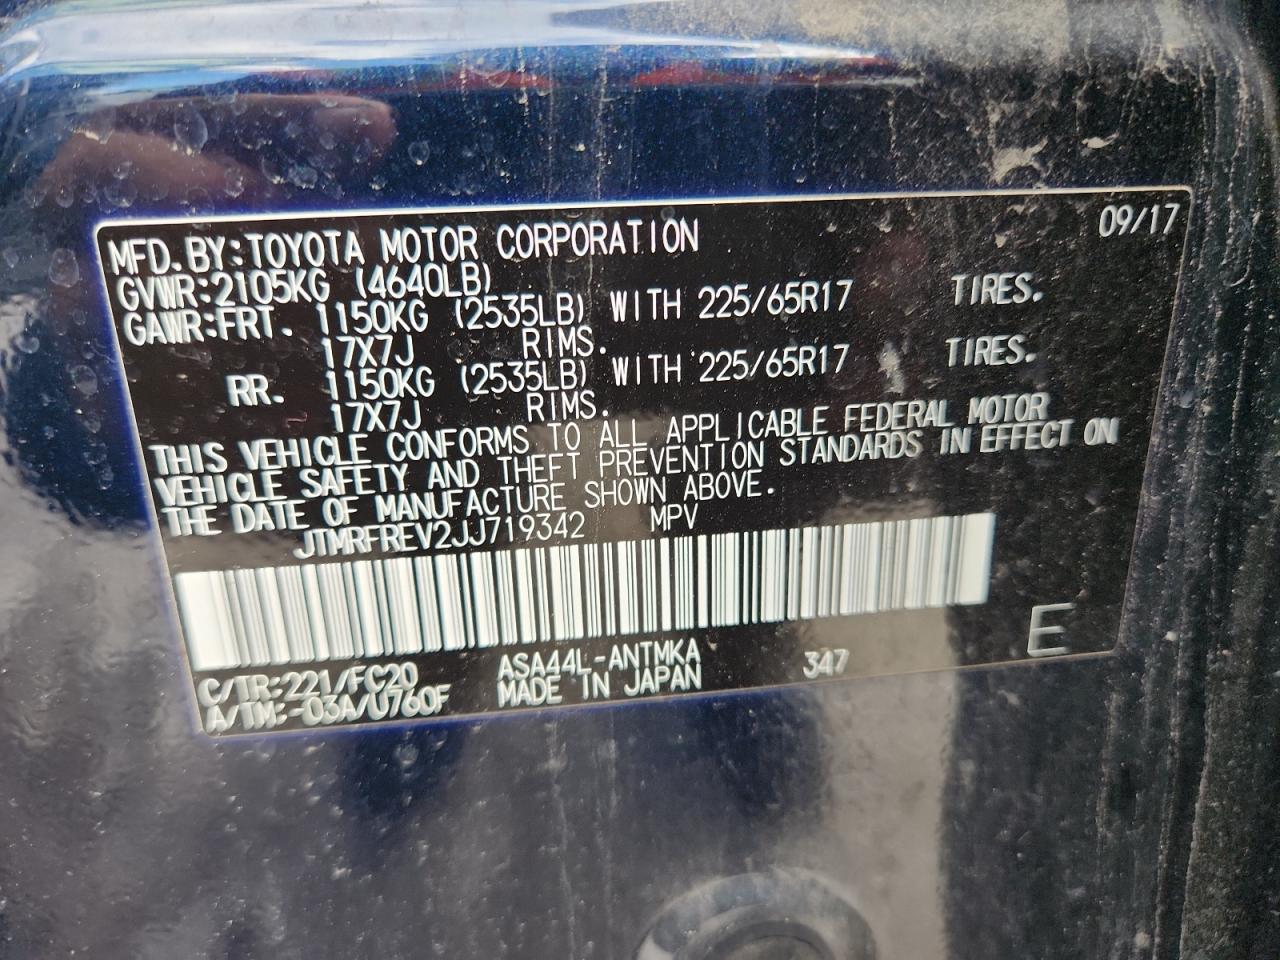 MFD.BY:TOYOTA MOTOR CORPORATION 09/17
GVWR:2105KG (4640LB)
GAWR:FRT. 1150KG (2535LB) WITH 225/65R17 TIRES.
17X7J RIMS.
RR. 1150KG (2535LB) WITH 225/65R17 TIRES.
17X7J RIMS.
THIS VEHICLE CONFORMS TO ALL APPLICABLE FEDERAL MOTOR
VEHICLE SAFETY AND THEFT PREVENTION STANDARDS IN EFFECT ON
THE DATE OF MANUFACTURE SHOWN ABOVE.
JTMRFREV2JJ719342 MPV
E
C/TR:221/FC20 ASA44L-ANTMKA 347
A/TM:-03A/U760F MADE IN JAPAN